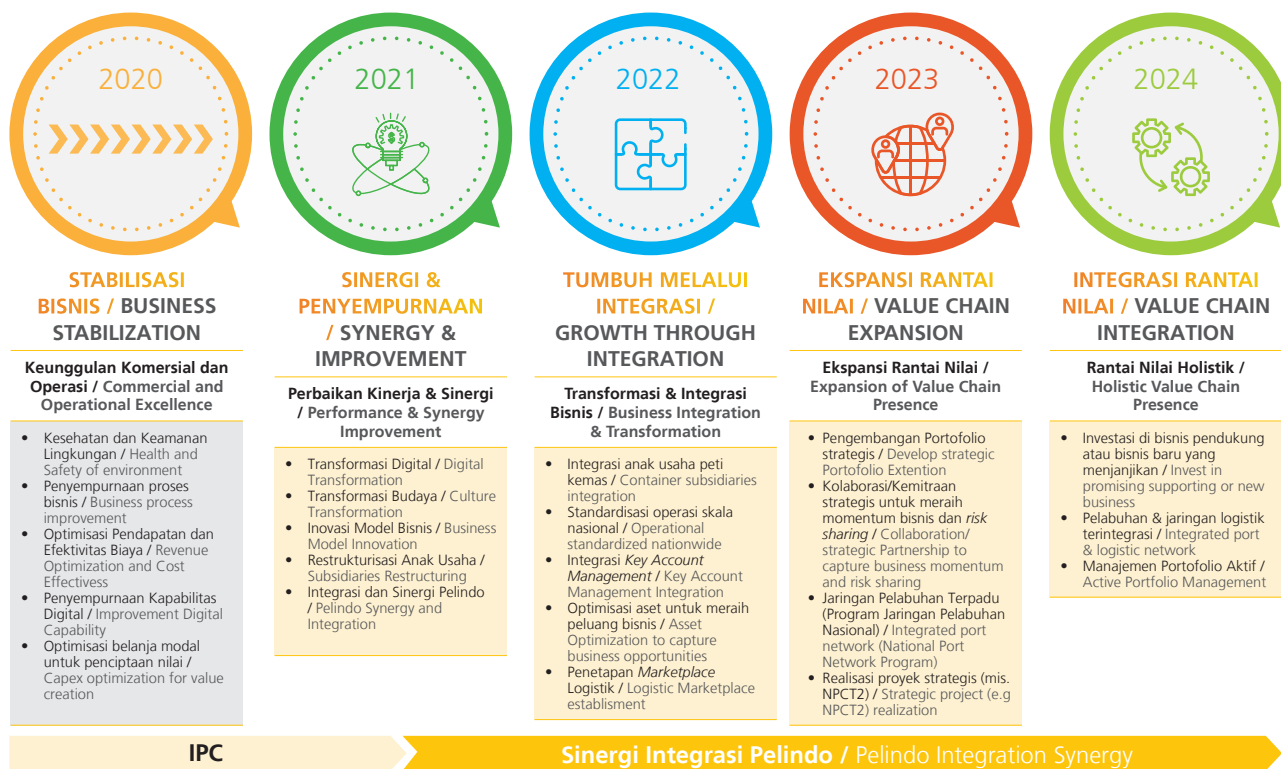 2020
STABILISASI
BISNIS / BUSINESS
STABILIZATION
Keunggulan Komersial dan
Operasi / Commercial and
Operational Excellence
• Kesehatan dan Keamanan
Lingkungan / Health and
Safety of environment
• Penyempurnaan proses
bisnis / Business process
improvement
• Optimisasi Pendapatan dan
Efektivitas Biaya / Revenue
Optimization and Cost
Effectivess
• Penyempurnaan Kapabilitas
Digital / Improvement Digital
Capability
• Optimisasi belanja modal
untuk penciptaan nilai /
Capex optimization for value
creation
2021
$
SINERGI &
PENYEMPURNAAN
/ SYNERGY &
IMPROVEMENT
Perbaikan Kinerja & Sinergi
/ Performance & Synergy
Improvement
• Transformasi Digital / Digital
Transformation
• Transformasi Budaya / Culture
Transformation
• Inovasi Model Bisnis / Business
Model Innovation
• Restrukturisasi Anak Usaha /
Subsidiaries Restructuring
• Integrasi dan Sinergi Pelindo
/ Pelindo Synergy and
Integration
2022
TUMBUH MELALUI
INTEGRASI /
GROWTH THROUGH
INTEGRATION
Transformasi & Integrasi
Bisnis / Business Integration
& Transformation
• Integrasi anak usaha peti
kemas / Container subsidiaries
integration
• Standardisasi operasi skala
nasional / Operational
standardized nationwide
• Integrasi Key Account
Management / Key Account
Management Integration
• Optimisasi aset untuk meraih
peluang bisnis / Asset
Optimization to capture
business opportunities
• Penetapan Marketplace
Logistik / Logistic Marketplace
establisment
2023
EKSPANSI RANTAI
NILAI / VALUE CHAIN
EXPANSION
Ekspansi Rantai Nilai /
Expansion of Value Chain
Presence
• Pengembangan Portofolio
strategis / Develop strategic
Portofolio Extention
• Kolaborasi/Kemitraan
strategis untuk meraih
momentum bisnis dan risk
sharing / Collaboration/
strategic Partnership to
capture business momentum
and risk sharing
• Jaringan Pelabuhan Terpadu
(Program Jaringan Pelabuhan
Nasional) / Integrated port
network (National Port
Network Program)
• Realisasi proyek strategis (mis.
NPCT2) / Strategic project (e.g
NPCT2) realization
2024
INTEGRASI RANTAI
NILAI / VALUE CHAIN
INTEGRATION
Rantai Nilai Holistik /
Holistic Value Chain
Presence
• Investasi di bisnis pendukung
atau bisnis baru yang
menjanjikan / Invest in
promising supporting or new
business
• Pelabuhan & jaringan logistik
terintegrasi / Integrated port
& logistic network
• Manajemen Portofolio Aktif /
Active Portfolio Management
IPC
Sinergi Integrasi Pelindo / Pelindo Integration Synergy